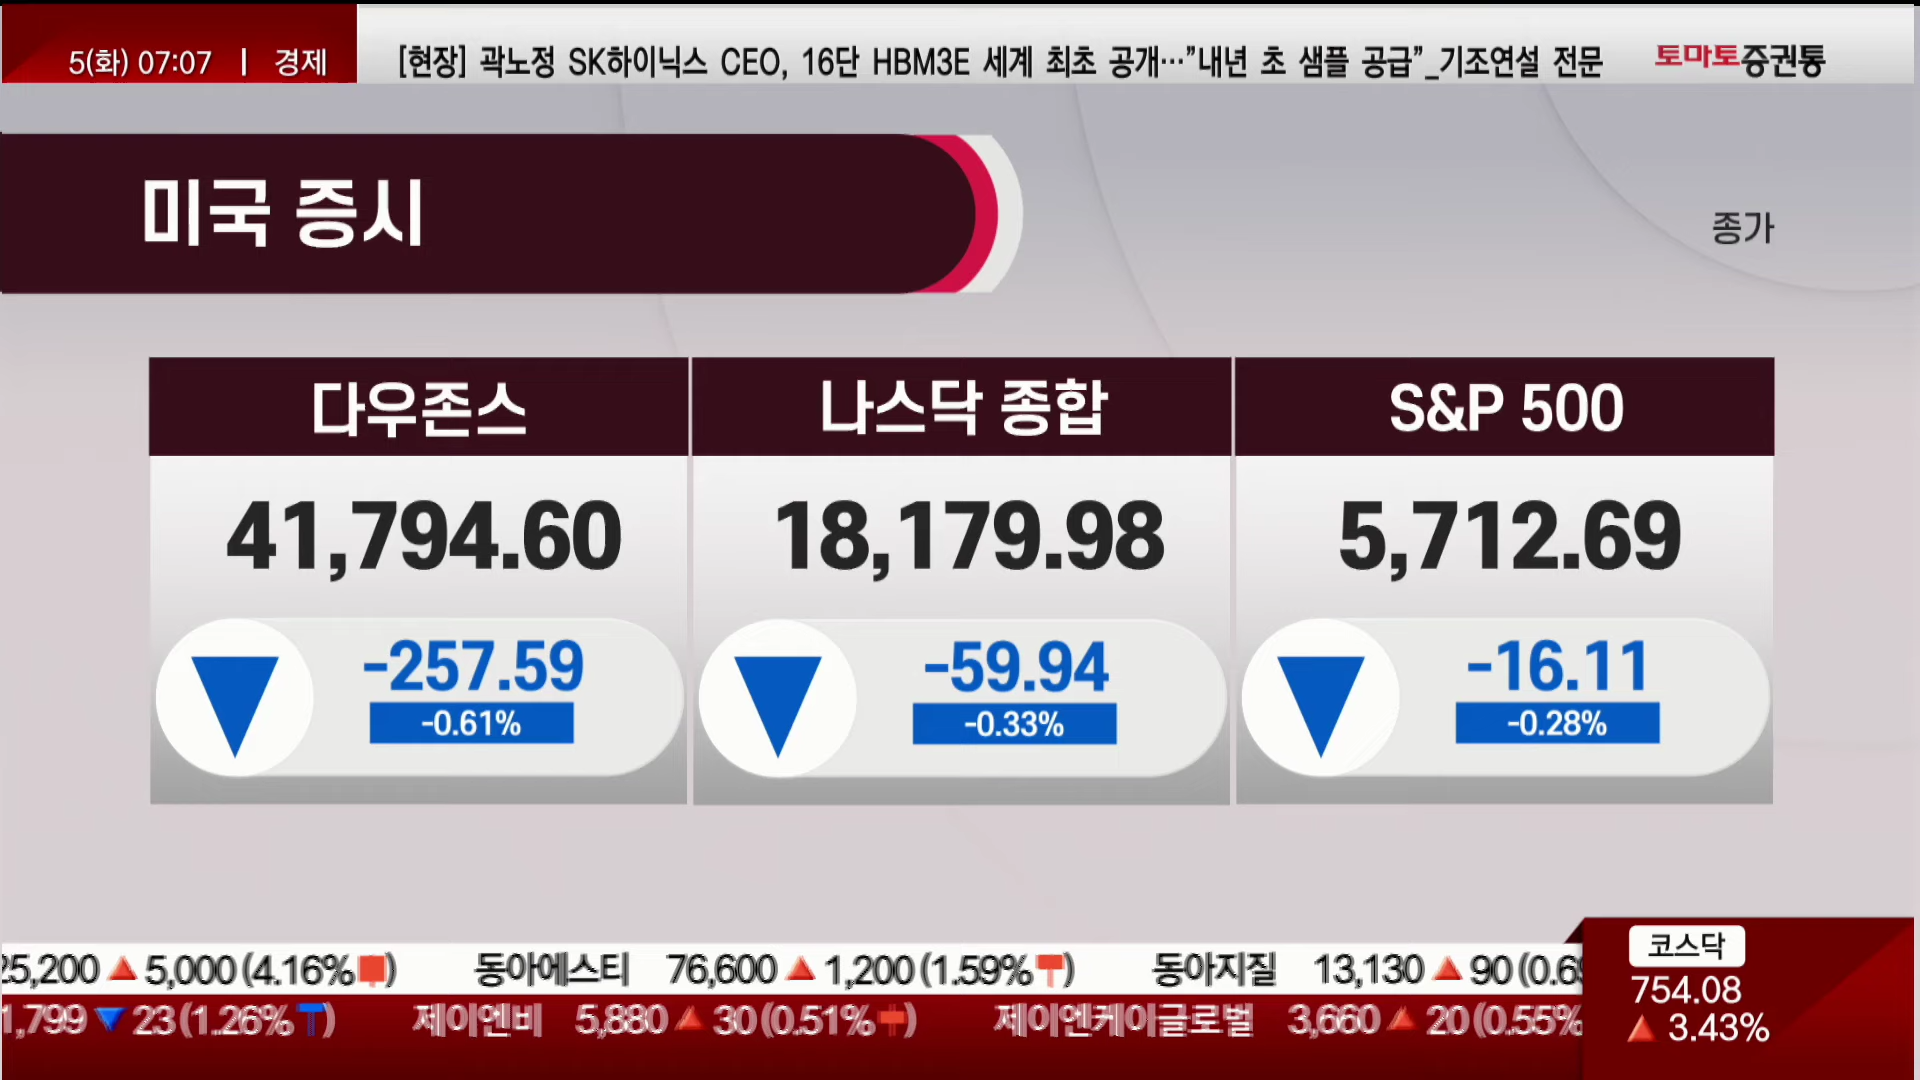 5(화) 07:07 | 경제
[현장] 곽노정 SK하이닉스 CEO, 16단 HBM3E 세계 최초 공개…"내년 초 샘플 공급"_기조연설 전문
토마토증권통
미국 증시
종가
다우존스
나스닥 종합
S&P 500
41,794.60
18,179.98
5,712.69
▼ -257.59
-0.61%
▼ -59.94
-0.33%
▼ -16.11
-0.28%
25,200 ▲ 5,000 (4.16%) 동아에스티 76,600 ▲ 1,200 (1.59%) 동아지질 13,130 ▲ 90 (0.6
1,799 ▼ 23 (1.26%) 제이엔비 5,880 ▲ 30 (0.51%) 제이엔케이글로벌 3,660 ▲ 20 (0.55%
코스닥
754.08
▲ 3.43%